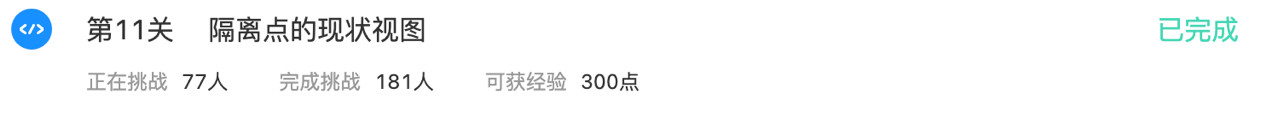 第11关 隔离点的现状视图 已完成
正在挑战 77人 完成挑战 181人 可获经验 300点